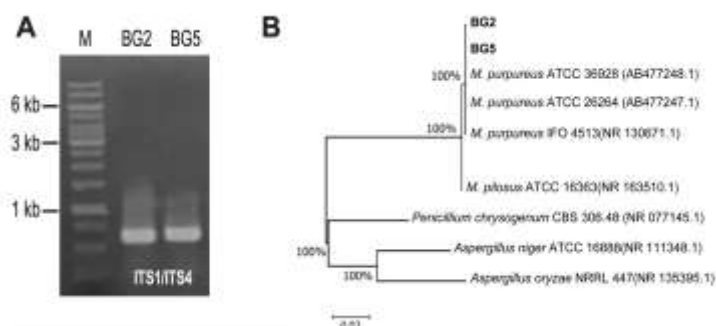 A
M BG2 BG5
6 kb
3 kb
1 kb
ITS1/ITS4
B
BG2
BG5
M. purpureus ATCC 36928 (AB477248.1)
M. purpureus ATCC 26264 (AB477247.1)
M. purpureus IFO 4513(NR 130671.1)
M. pilosus ATCC 16363(NR 163510.1)
Penicillium chrysogenum CBS 306.48 (NR 077145.1)
Aspergillus niger ATCC 16888(NR 111348.1)
Aspergillus oryzae NRRL 447(NR 135395.1)
100%
100%
100%
100%